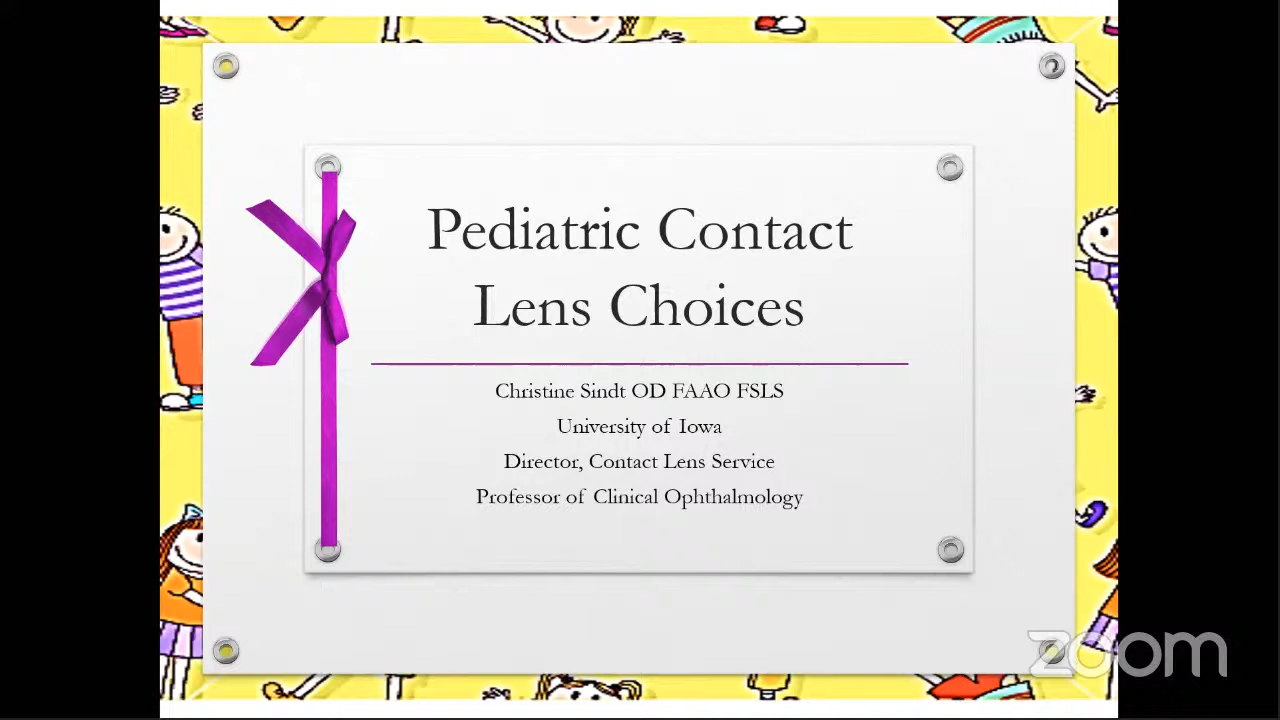 Pediatric Contact
Lens Choices
Christine Sindt OD FAAO FSLS
University of Iowa
Director, Contact Lens Service
Professor of Clinical Ophthalmology
zoom